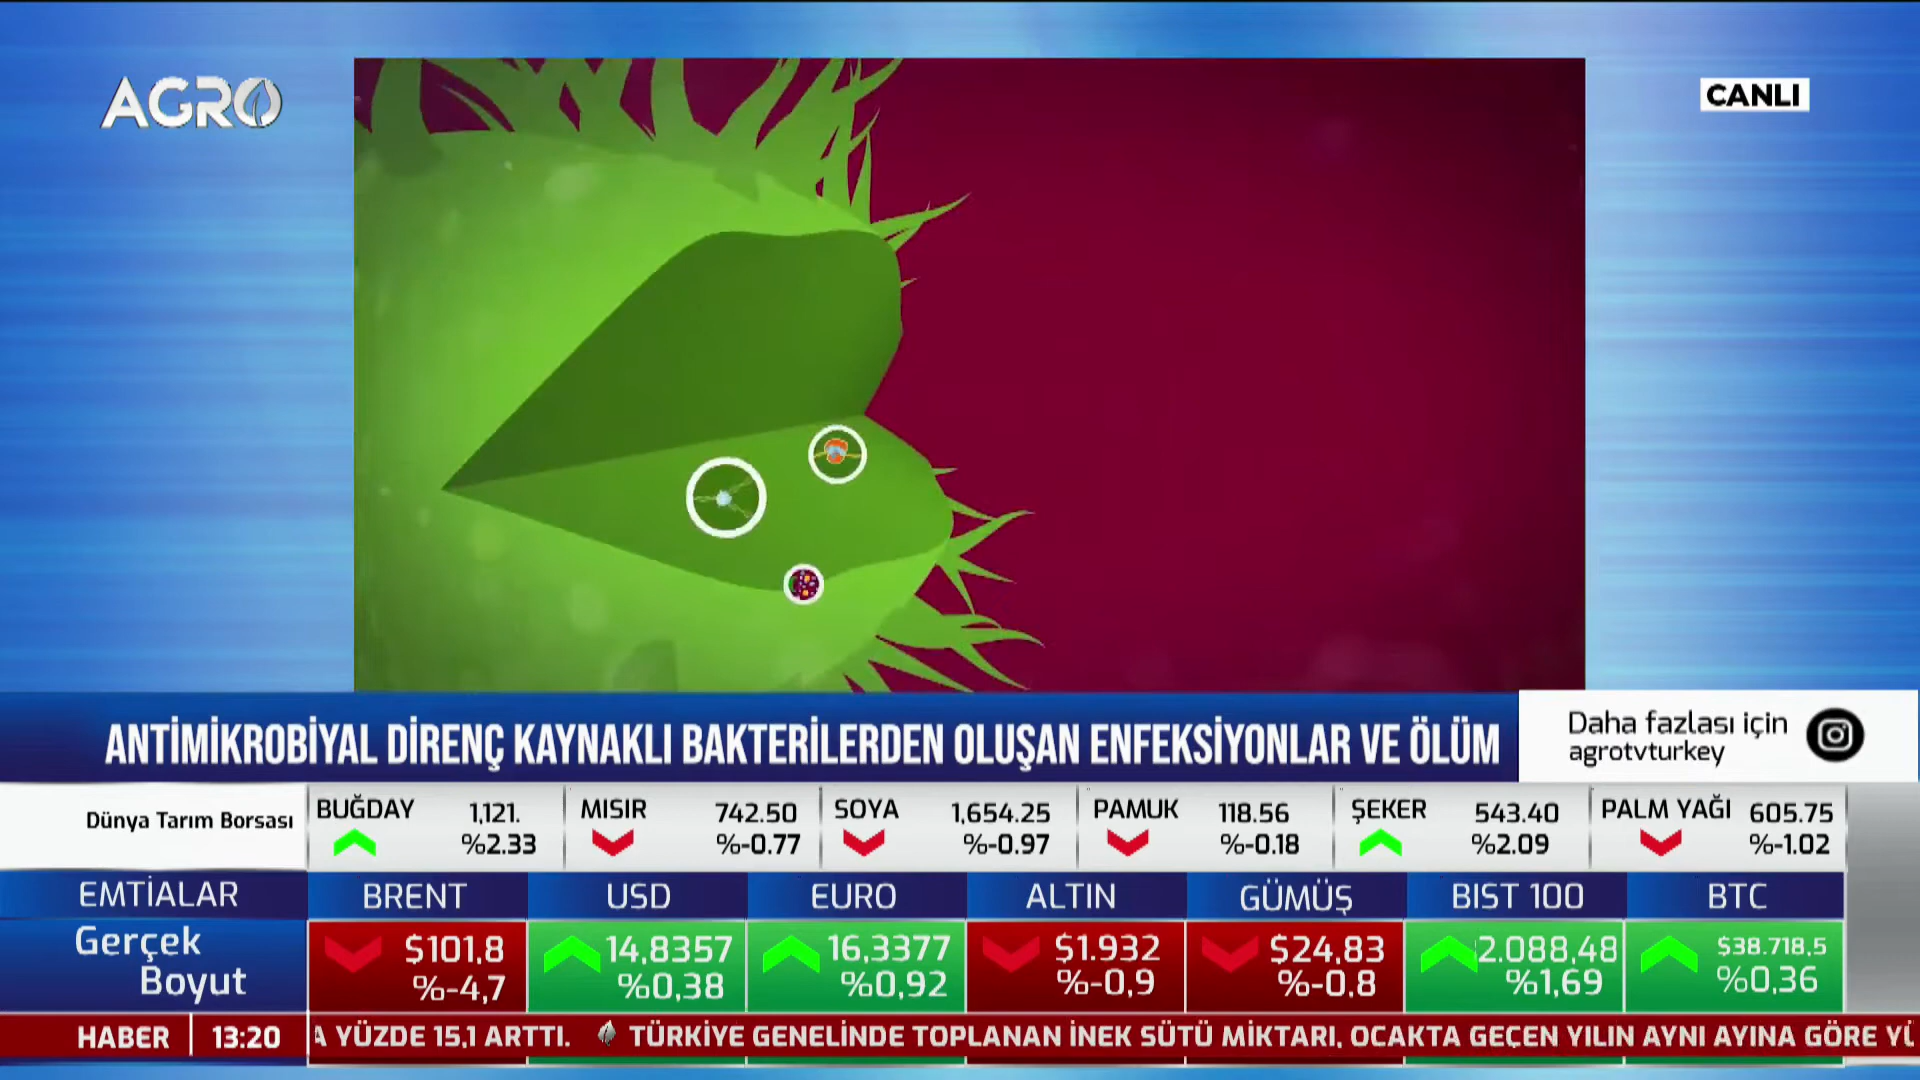 AGRO
CANLI
ANTİMİKROBİYAL DİRENÇ KAYNAKLI BAKTERİLERDEN OLUŞAN ENFEKSİYONLAR VE ÖLÜM
Daha fazlası için
agrotvturkey
Dünya Tarım Borsası
BUĞDAY 1,121.
%2.33
MISIR 742.50
%-0.77
SOYA 1,654.25
%-0.97
PAMUK 118.56
%-0.18
ŞEKER 543.40
%2.09
PALM YAĞI 605.75
%-1.02
EMTİALAR BRENT USD EURO ALTIN GÜMÜŞ BIST 100 BTC
Gerçek
Boyut
$101,8
%-4,7
14,8357
%0,38
16,3377
%0,92
$1.932
%-0,9
$24,83
%-0.8
2.088,48
%1,69
$38.718,5
%0,36
HABER 13:20 A YÜZDE 15,1 ARTTI. TÜRKİYE GENELİNDE TOPLANAN İNEK SÜTÜ MİKTARI, OCAKTA GEÇEN YILIN AYNI AYINA GÖRE YÜ